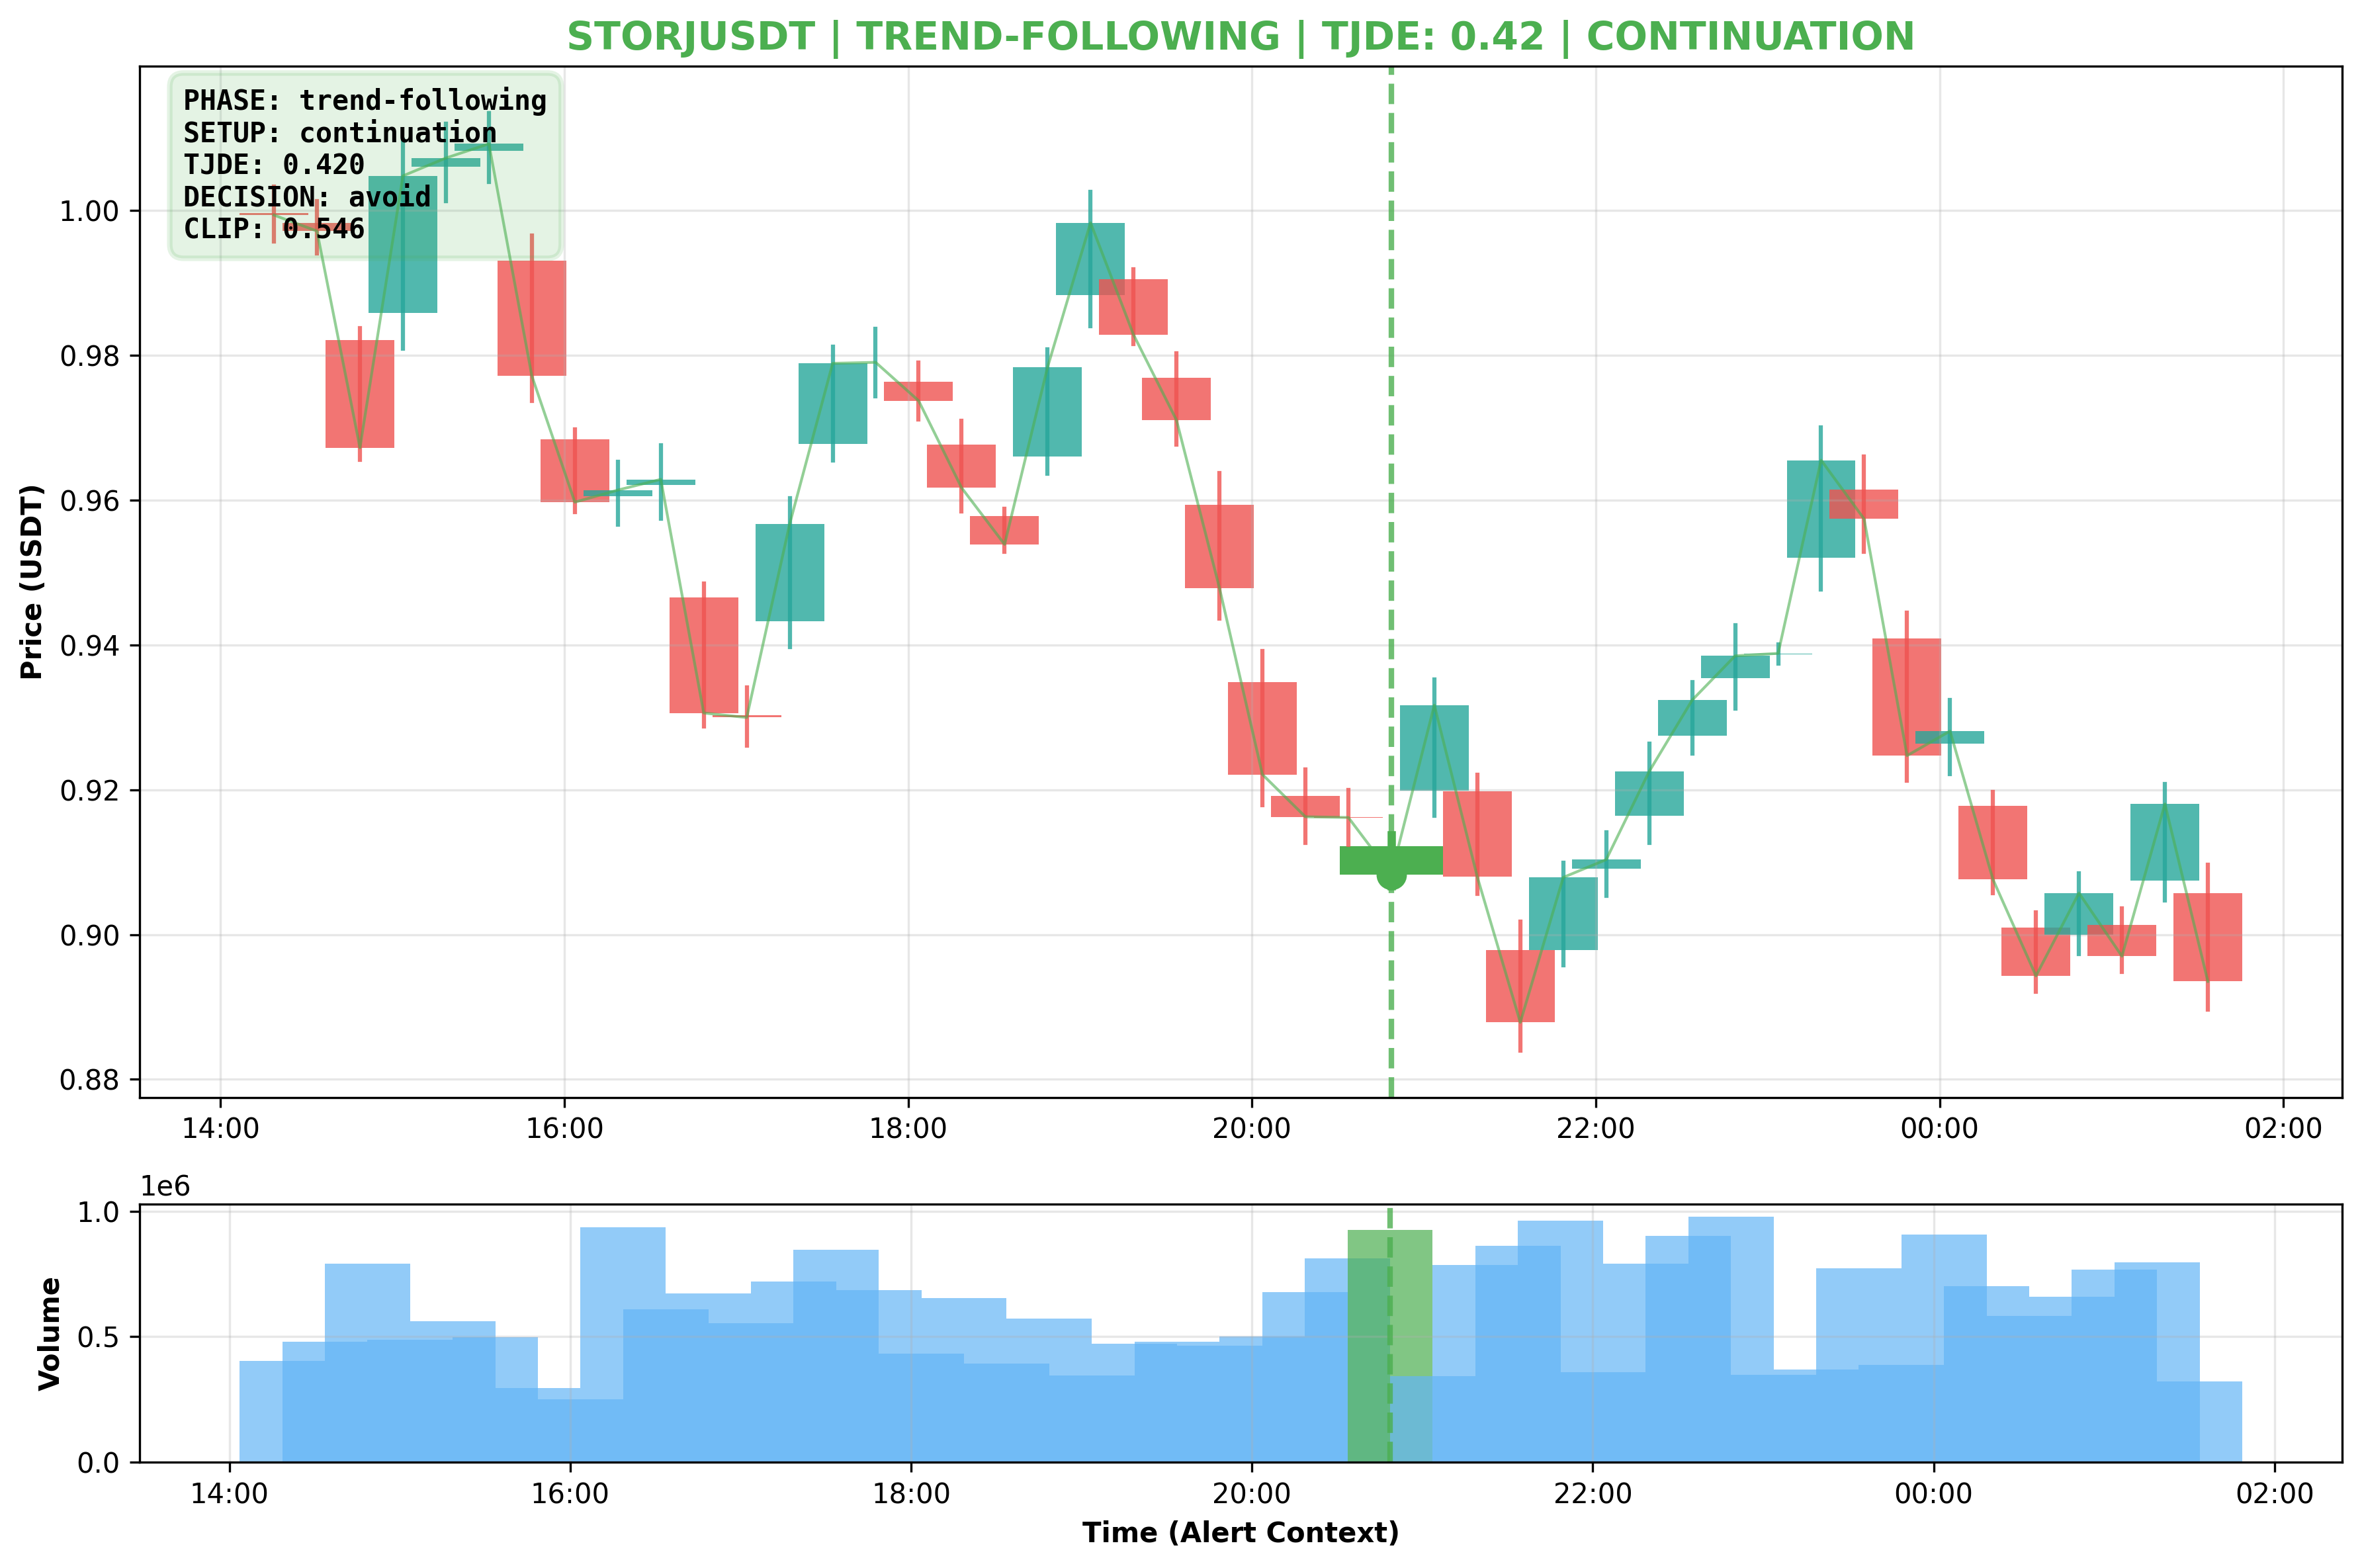 STORJUSDT | TREND-FOLLOWING | TJDE: 0.42 | CONTINUATION
PHASE: trend-following
SETUP: continuation
TJDE: 0.420
DECISION: avoid
CLIP: 0.546
Price (USDT)
1.00
0.98
0.96
0.94
0.92
0.90
0.88
14:00 16:00 18:00 20:00 22:00 00:00 02:00
1e6
Volume
1.0
0.5
0.0
14:00 16:00 18:00 20:00 22:00 00:00 02:00
Time (Alert Context)